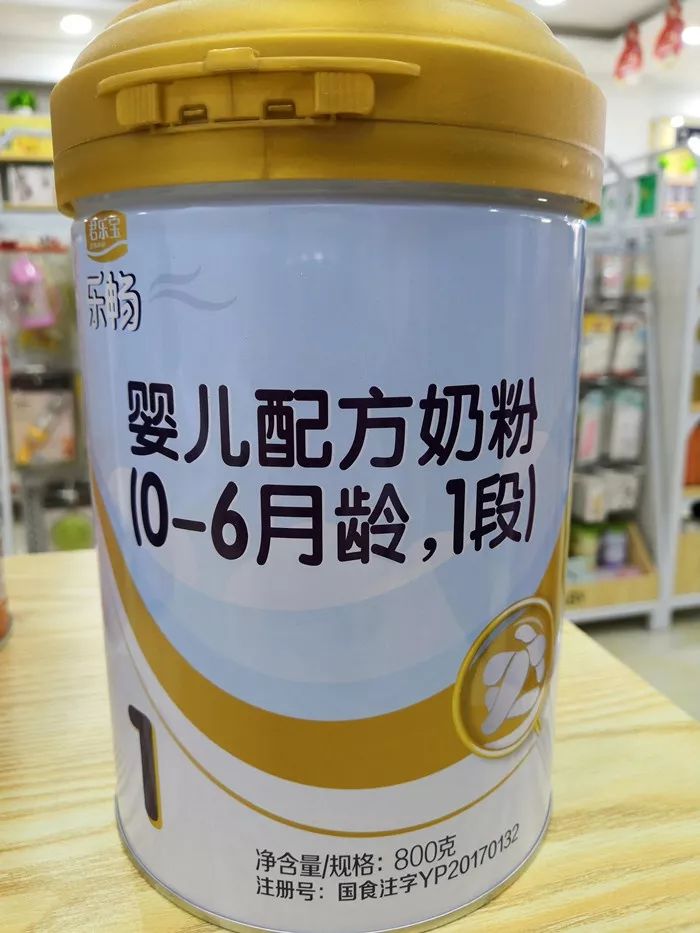 君乐宝
乐畅
婴儿配方奶粉
(0-6月龄,1段)
1
净含量/规格：800克
注册号：国食注字YP20170132